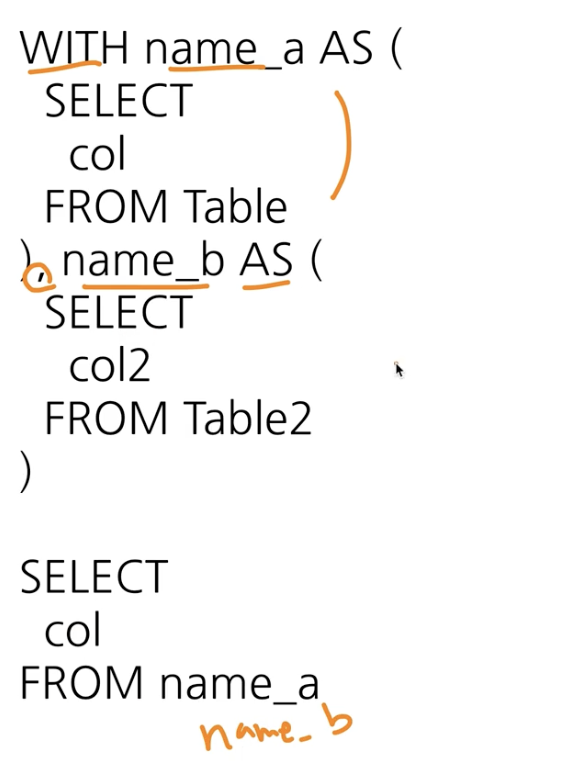 WITH name_a AS (
SELECT
col
FROM Table
), name_b AS (
SELECT
col2
FROM Table2
)
SELECT
col
FROM name_a
name_b